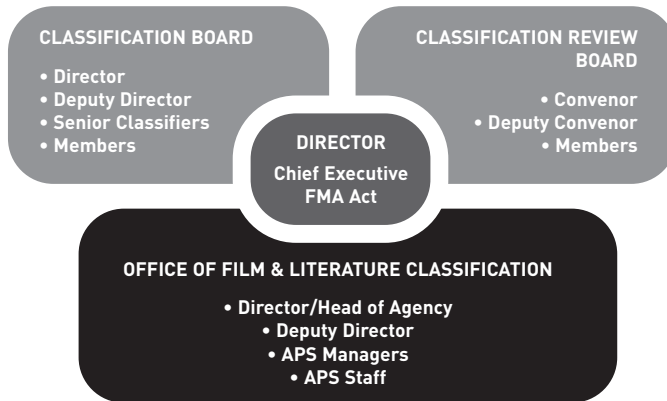 CLASSIFICATION BOARD
• Director
• Deputy Director
• Senior Classifiers
• Members
CLASSIFICATION REVIEW
BOARD
• Convenor
• Deputy Convenor
• Members
DIRECTOR
Chief Executive
FMA Act
OFFICE OF FILM & LITERATURE CLASSIFICATION
• Director/Head of Agency
• Deputy Director
• APS Managers
• APS Staff